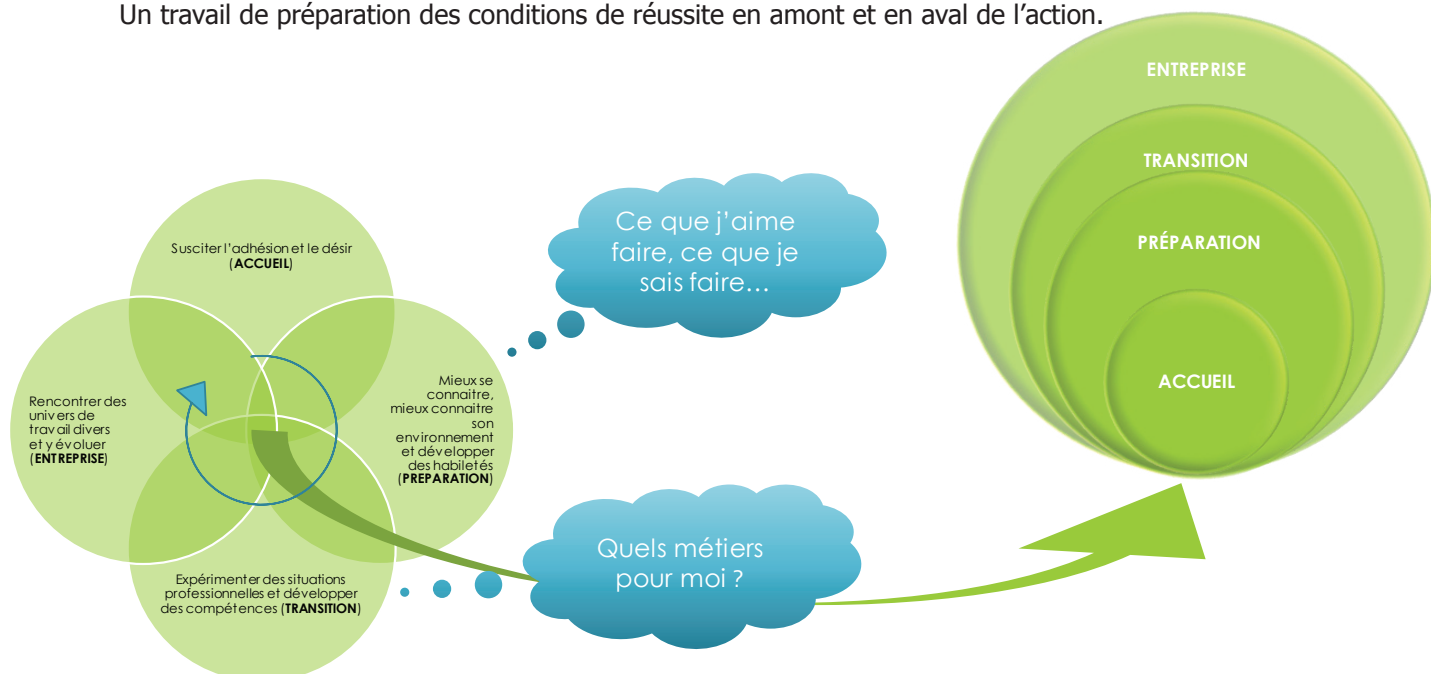 Un travail de préparation des conditions de réussite en amont et en aval de l’action.
Susciter l’adhésion et le désir
(ACCUEIL)
Rencontrer des
univers de
travail divers
et y évoluer
(ENTREPRISE)
Mieux se
connaitre,
mieux connaitre
son
environnement
et développer
des habiletés
(PREPARATION)
Expérimenter des situations
professionnelles et développer
des compétences (TRANSITION)
Ce que j’aime
faire, ce que je
sais faire…
Quels métiers
pour moi ?
ENTREPRISE
TRANSITION
PRÉPARATION
ACCUEIL